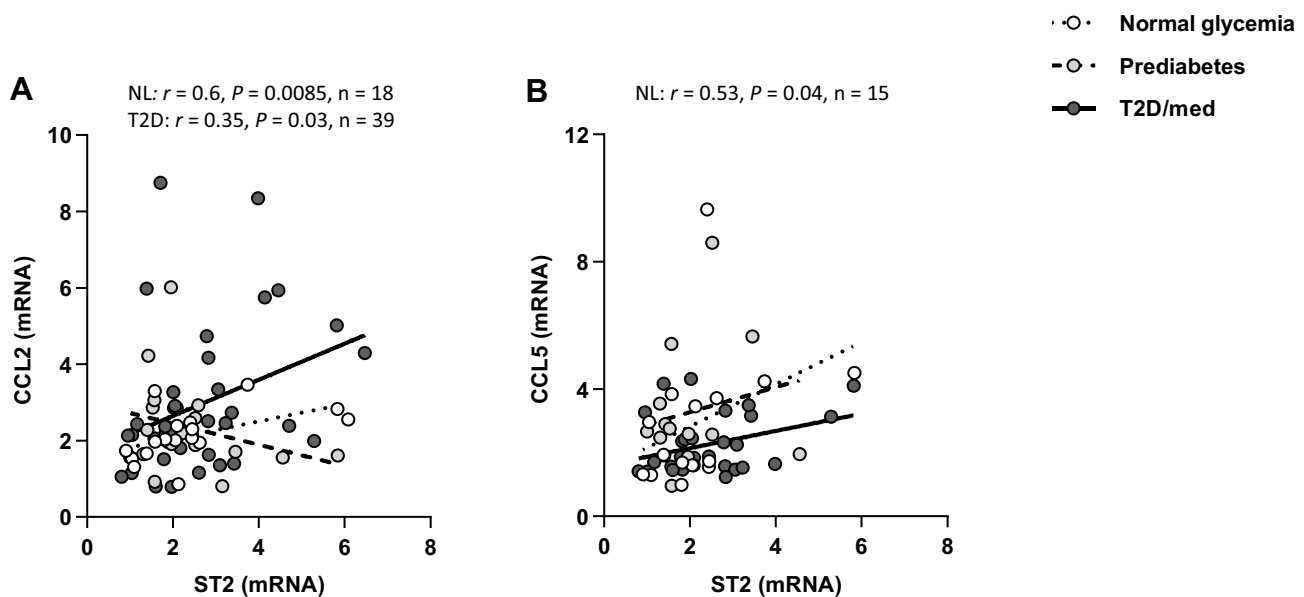 Normal glycemia
Prediabetes
T2D/med
A
NL: r = 0.6, P = 0.0085, n = 18
T2D: r = 0.35, P = 0.03, n = 39
10
8
6
4
2
0
CCL2 (mRNA)
0 2 4 6 8
ST2 (mRNA)
B
NL: r = 0.53, P = 0.04, n = 15
12
8
4
0
CCL5 (mRNA)
0 2 4 6 8
ST2 (mRNA)